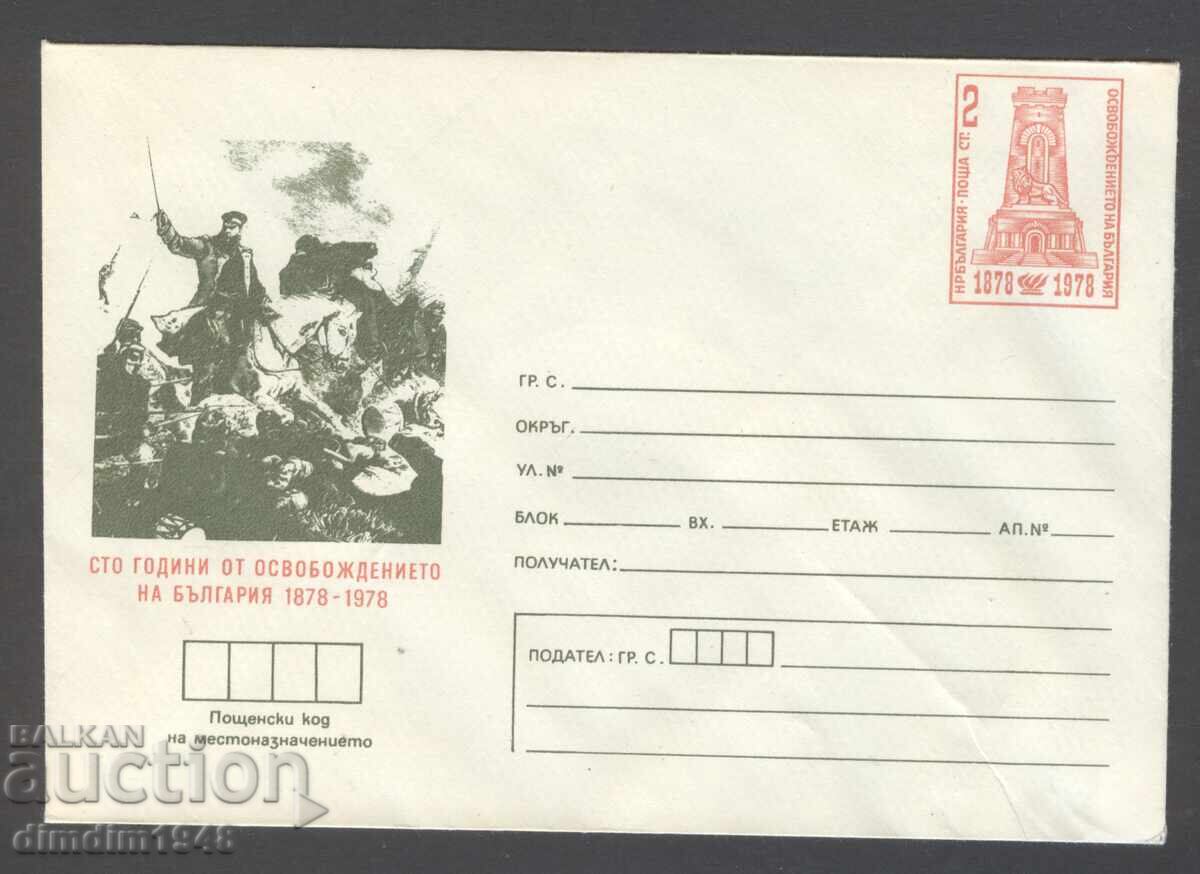 2
НРБЪЛГАРИЯ · ПОЩА СТ.
ОСВОБОЖДЕНИЕТО НА БЪЛГАРИЯ
1878 1978
ГР. С.
ОКРЪГ.
УЛ. №
БЛОК ВХ. ЕТАЖ АП.№
ПОЛУЧАТЕЛ:
СТО ГОДИНИ ОТ ОСВОБОЖДЕНИЕТО
НА БЪЛГАРИЯ 1878-1978
ПОДАТЕЛ: ГР. С.
Пощенски код
на местоназначението
BALKAN
auction
dimdim1948